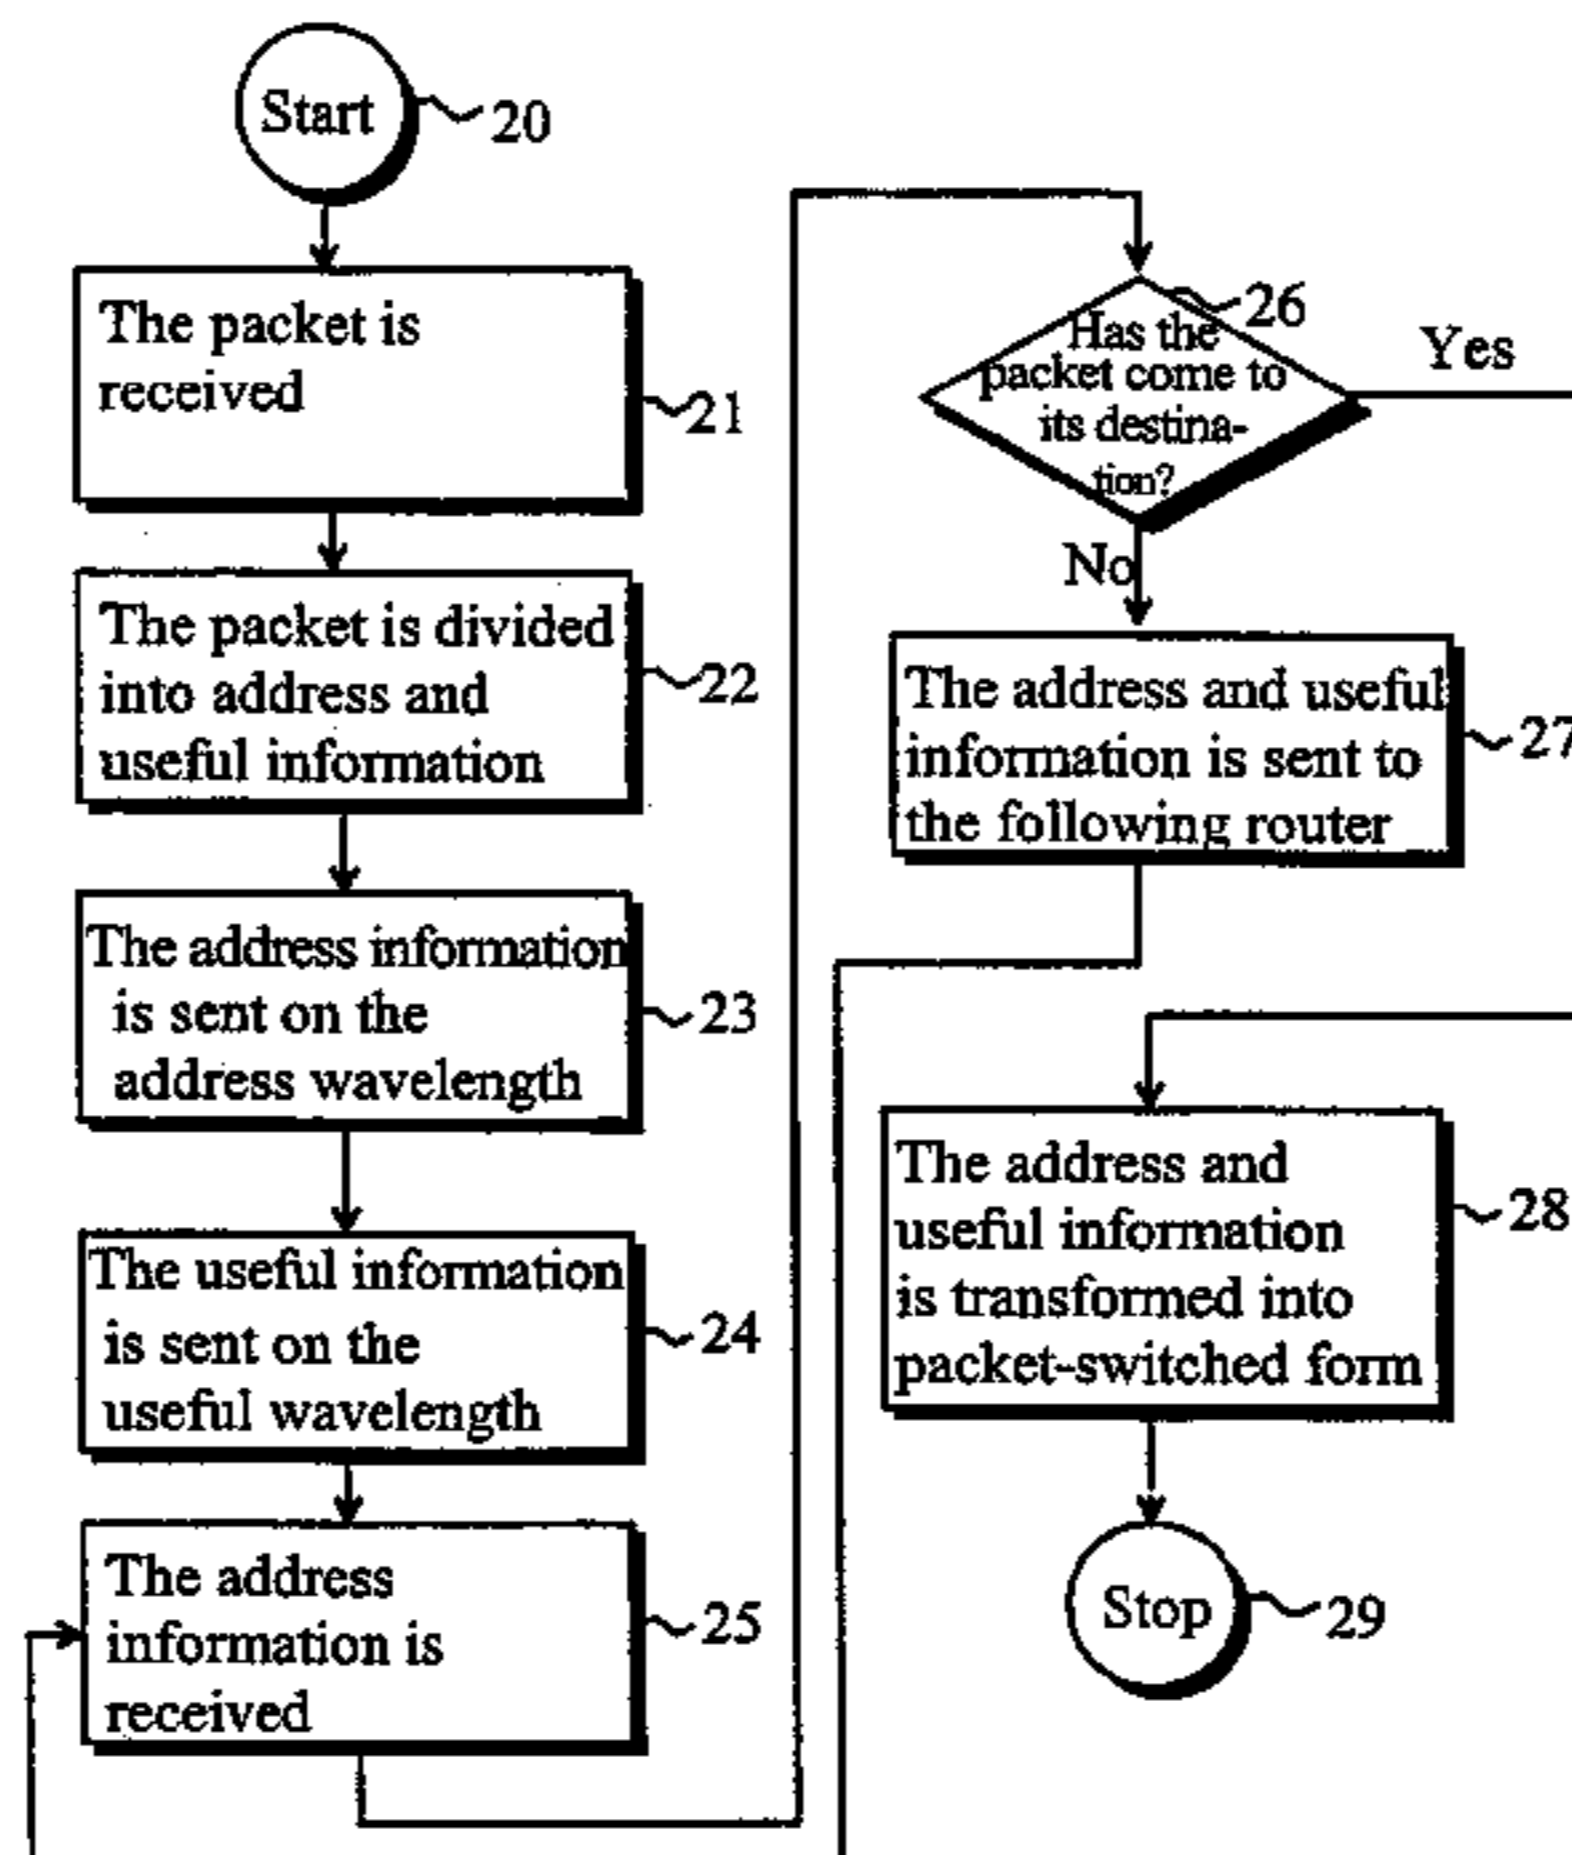 Start
20
The packet is
received
21
The packet is divided
into address and
useful information
22
The address information
is sent on the
address wavelength
23
The useful information
is sent on the
useful wavelength
24
The address
information is
received
25
26
Has the
packet come to
its destina-
tion?
Yes
No
The address and useful
information is sent to
the following router
27
The address and
useful information
is transformed into
packet-switched form
28
Stop
29